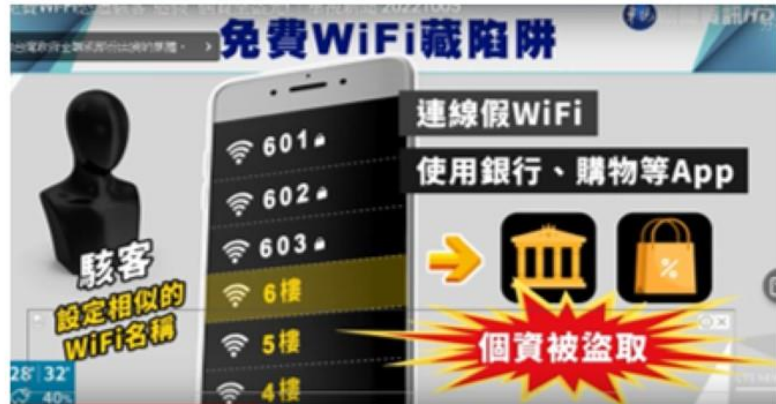 免費WiFi藏陷阱
連線假WiFi
使用銀行、購物等App
601
602
603
6樓
5樓
4樓
駭客
設定相似的
WiFi名稱
%
個資被盜取
28° 32°
40%